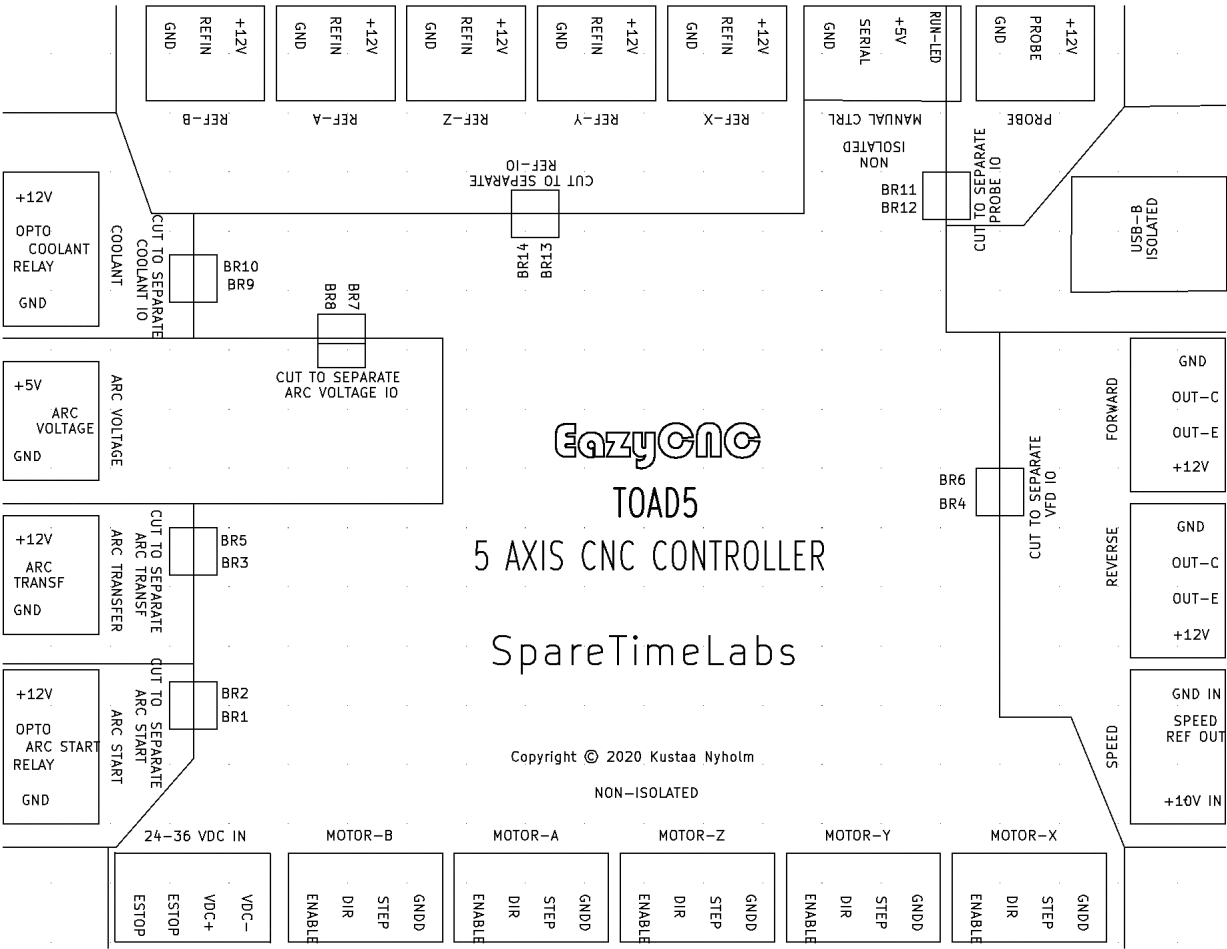 GND
REFIN
+12V
GND
REFIN
+12V
GND
REFIN
+12V
GND
REFIN
+12V
GND
REFIN
+12V
GND
SERIAL
+5V
RUN-LED
GND
PROBE
+12V
REF-B
REF-A
REF-Z
REF-Y
REF-X
MANUAL CTRL
PROBE
NON
ISOLATED
CUT TO SEPARATE
REF-IO
BR14
BR13
BR11
BR12
CUT TO SEPARATE
PROBE IO
USB-B
ISOLATED
+12V
OPTO
COOLANT
RELAY
GND
COOLANT
CUT TO SEPARATE
COOLANT IO
BR10
BR9
BR8
BR7
CUT TO SEPARATE
ARC VOLTAGE IO
+5V
ARC
VOLTAGE
GND
ARC VOLTAGE
EazyCNC
TOAD5
5 AXIS CNC CONTROLLER
SpareTimeLabs
BR6
BR4
CUT TO SEPARATE
VFD IO
FORWARD
GND
OUT-C
OUT-E
+12V
REVERSE
GND
OUT-C
OUT-E
+12V
+12V
ARC
TRANSF
GND
ARC TRANSFER
CUT TO SEPARATE
ARC TRANSF
BR5
BR3
+12V
OPTO
ARC START
RELAY
GND
ARC START
CUT TO SEPARATE
ARC START
BR2
BR1
SPEED
GND IN
SPEED
REF OUT
+10V IN
Copyright © 2020 Kustaa Nyholm
NON-ISOLATED
24-36 VDC IN
MOTOR-B
MOTOR-A
MOTOR-Z
MOTOR-Y
MOTOR-X
ESTOP
ESTOP
VDC+
VDC-
ENABLE
DIR
STEP
GNDD
ENABLE
DIR
STEP
GNDD
ENABLE
DIR
STEP
GNDD
ENABLE
DIR
STEP
GNDD
ENABLE
DIR
STEP
GNDD